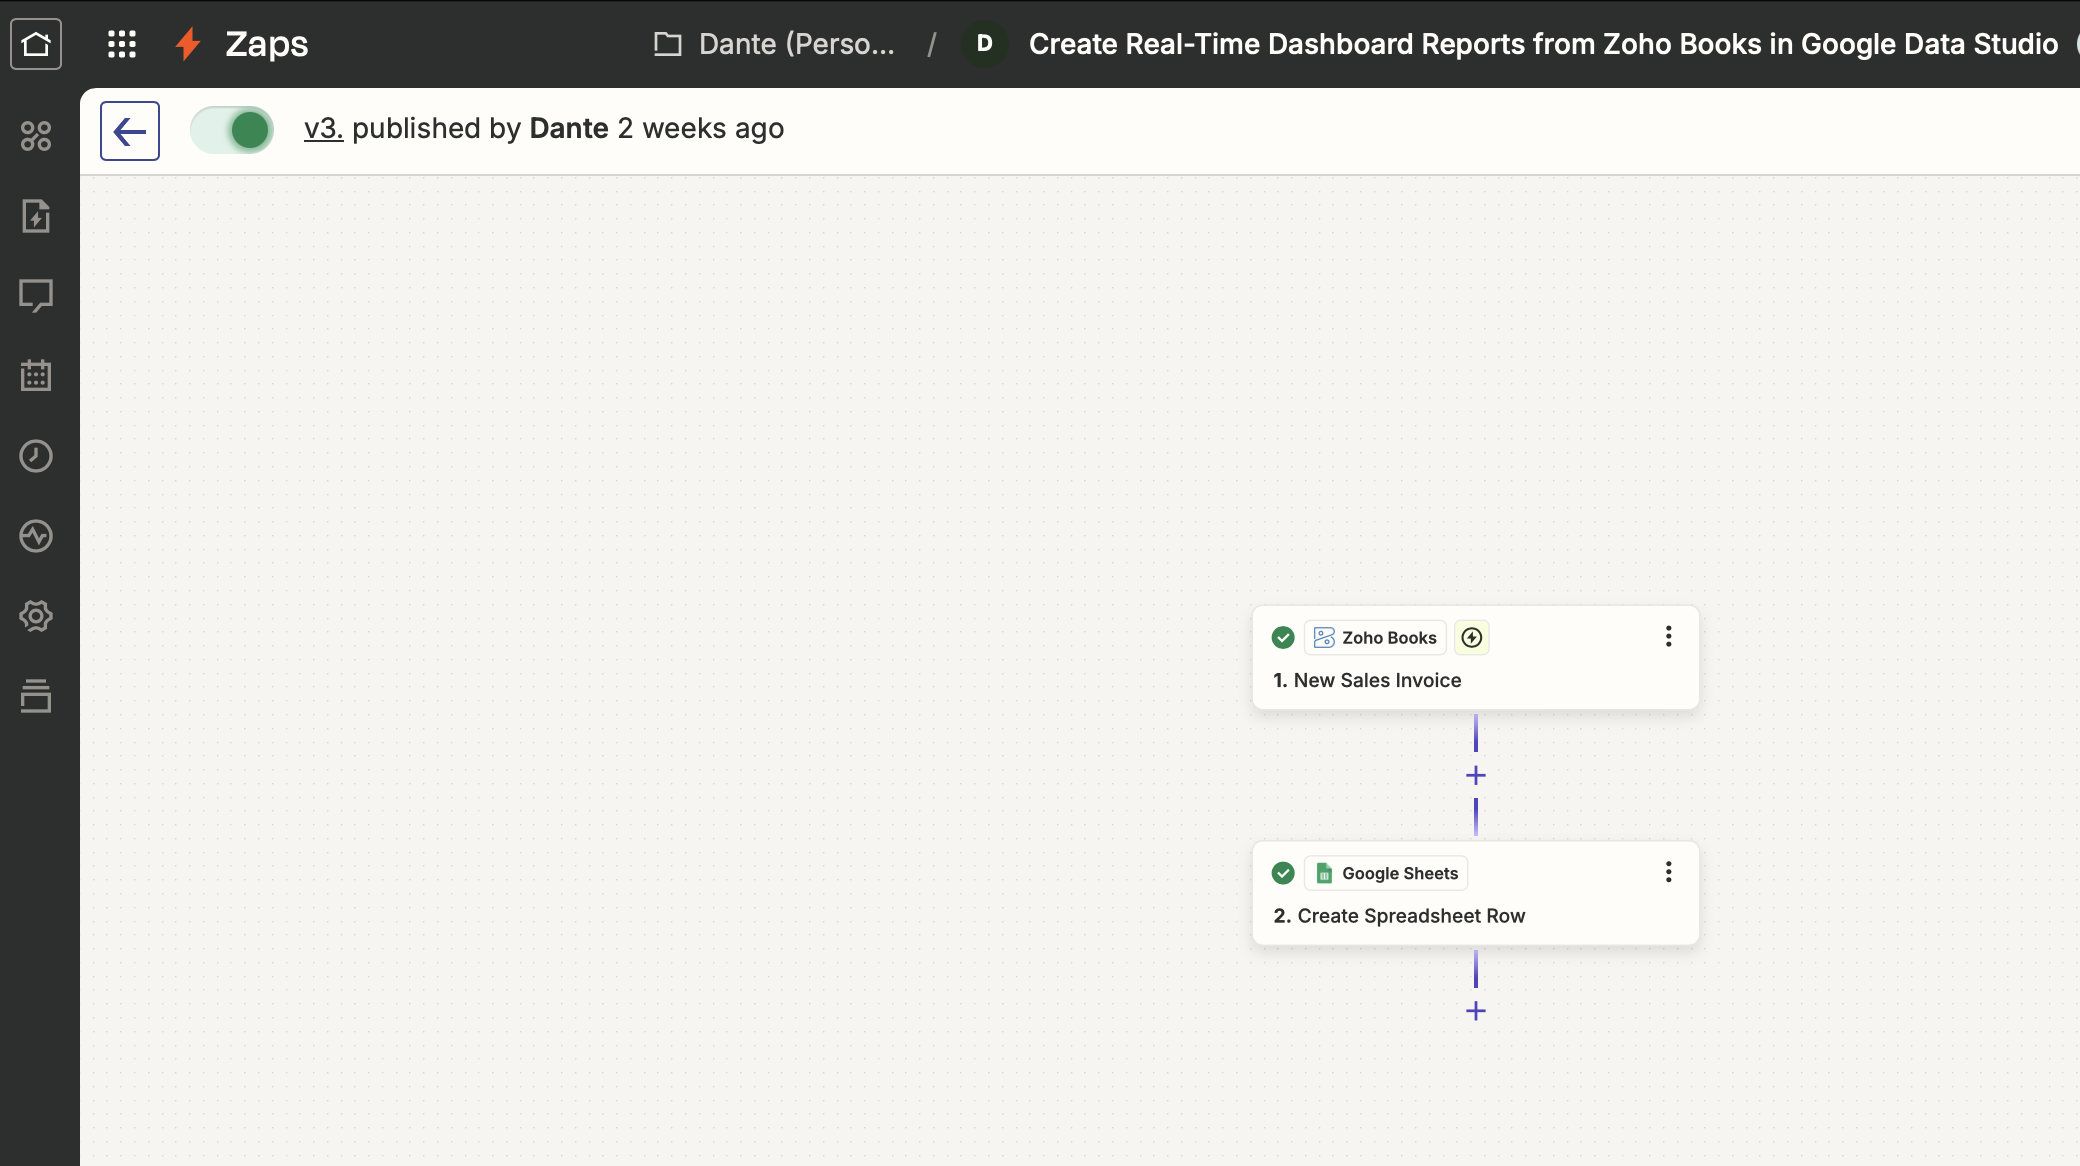 Zaps
Dante (Perso... / D Create Real-Time Dashboard Reports from Zoho Books in Google Data Studio
v3. published by Dante 2 weeks ago
Zoho Books
1. New Sales Invoice
Google Sheets
2. Create Spreadsheet Row